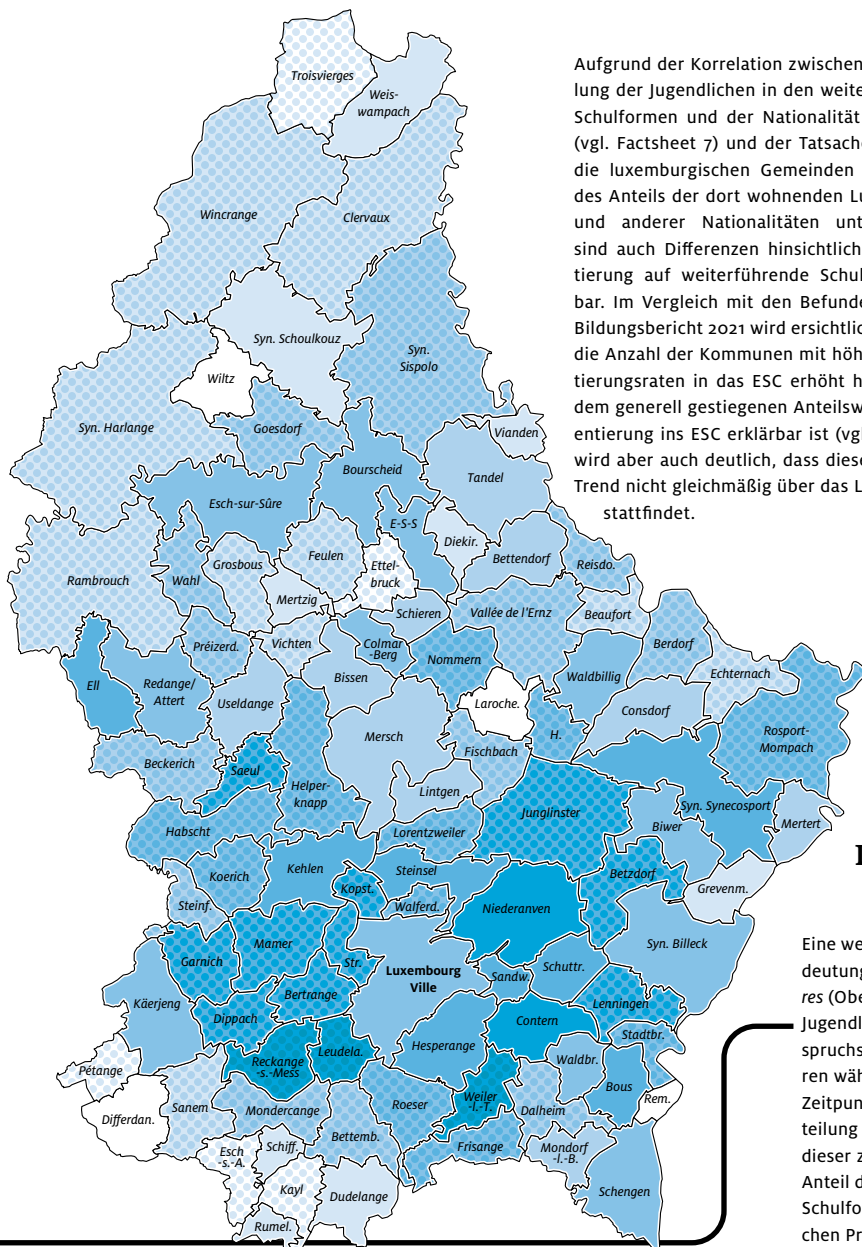 Aufgrund der Korrelation zwischen
lung der Jugendlichen in den weite
Schulformen und der Nationalität
(vgl. Factsheet 7) und der Tatsache
die luxemburgischen Gemeinden
des Anteils der dort wohnenden Lu
und anderer Nationalitäten unt
sind auch Differenzen hinsichtlich
tierung auf weiterführende Schul
bar. Im Vergleich mit den Befunde
Bildungsbericht 2021 wird ersichtlic
die Anzahl der Kommunen mit höh
tierungsraten in das ESC erhöht h
dem generell gestiegenen Anteilsw
entierung ins ESC erklärbar ist (vgl
wird aber auch deutlich, dass diese
Trend nicht gleichmäßig über das L
stattfindet.
Troisvierges
Weis-
wampach
Wincrange
Clervaux
Syn. Schoulkouz
Syn.
Sispolo
Wiltz
Syn. Harlange
Goesdorf
Vianden
Bourscheid
Tandel
Esch-sur-Sûre
E-S-S
Diekir.
Bettendorf
Reisdo.
Rambrouch
Wahl
Grosbous
Feulen
Ettel-
bruck
Mertzig
Schieren
Vallée de l'Ernz
Beaufort
Berdorf
Préizerd.
Vichten
Colmar
-Berg
Nommern
Waldbillig
Echternach
Ell
Redange/
Attert
Useldange
Bissen
Laroche.
Consdorf
Rosport-
Mompach
Mersch
H.
Beckerich
Saeul
Helper-
knapp
Fischbach
Lintgen
Junglinster
Syn. Synecosport
Habscht
Lorentzweiler
Biwer
Mertert
Koerich
Kehlen
Steinsel
Betzdorf
Steinf.
Kopst.
Walferd.
Niederanven
Grevenm.
Garnich
Mamer
Str.
Luxembourg
Ville
Sandw.
Schuttr.
Syn. Billeck
Käerjeng
Bertrange
Lenningen
Dippach
Contern
Stadtbr.
Hesperange
Reckange
-s.-Mess
Leudela.
Waldbr.
Pétange
Bous
Rem.
Differdan.
Sanem
Mondercange
Roeser
Weiler
-l.-T.
Dalheim
Esch
-s.-A.
Schiff.
Bettemb.
Frisange
Mondorf
-l.-B.
Kayl
Dudelange
Schengen
Rumel.
Eine we
deutung
res (Obe
Jugendl
spruchs
ren wäh
Zeitpun
teilung
dieser z
Anteil d
Schulfo
chen Pr